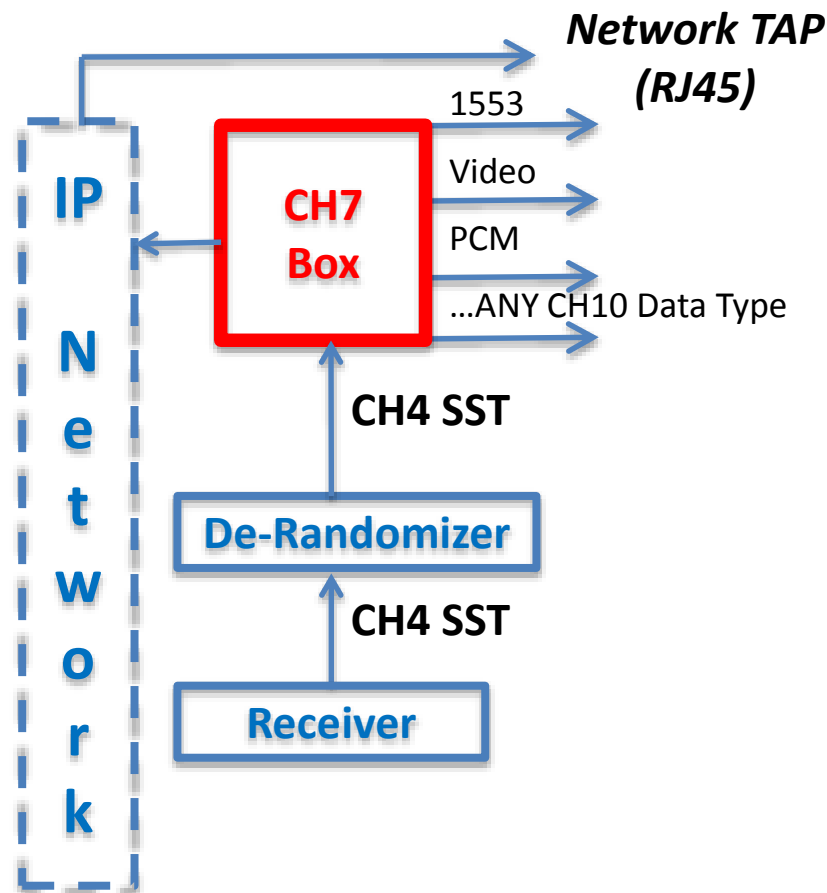 Network TAP
(RJ45)
1553
Video
PCM
...ANY CH10 Data Type
CH7
Box
IP
N
e
t
w
o
r
k
CH4 SST
De-Randomizer
CH4 SST
Receiver